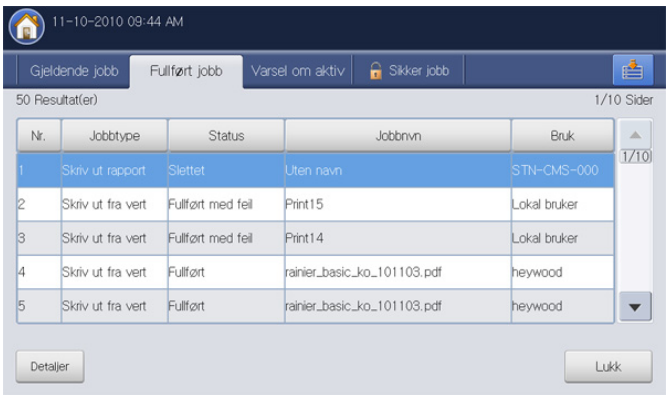 11-10-2010 09:44 AM
Gjeldende jobb Fullført jobb Varsel om aktiv Sikker jobb
50 Resultat(er) 1/10 Sider
Nr. Jobbtype Status Jobbnvn Bruk
1 Skriv ut rapport Slettet Uten navn STN-CMS-000
1/10
2 Skriv ut fra vert Fullført med feil Print15 Lokal bruker
3 Skriv ut fra vert Fullført med feil Print14 Lokal bruker
4 Skriv ut fra vert Fullført rainier_basic_ko_101103.pdf heywood
5 Skriv ut fra vert Fullført rainier_basic_ko_101103.pdf heywood
Detaljer Lukk